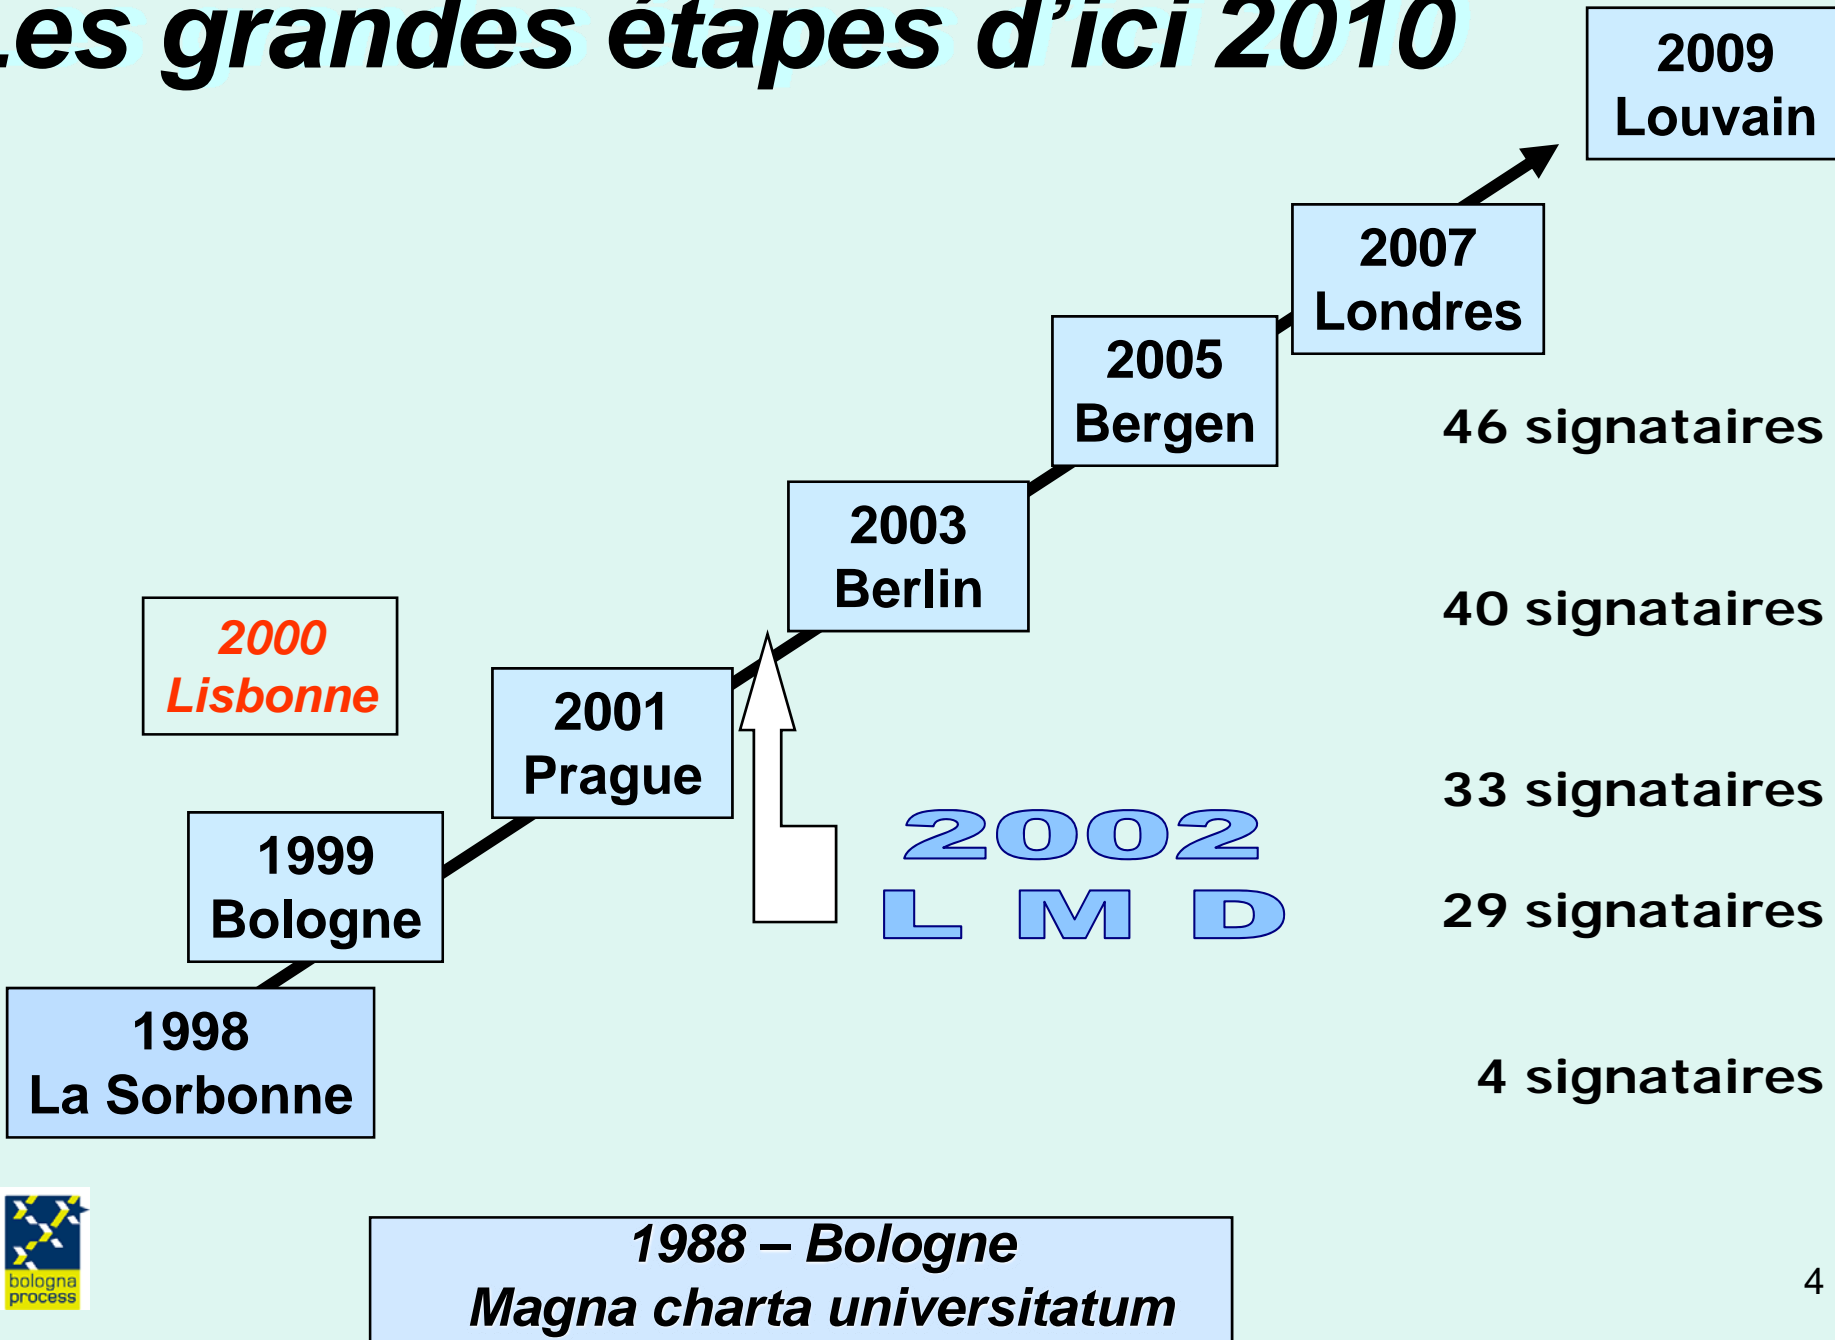 es grandes étapes d’ici 2010
2009
Louvain
2007
Londres
2005
Bergen
46 signataires
2003
Berlin
40 signataires
2000
Lisbonne
2001
Prague
33 signataires
2002
L M D
1999
Bologne
29 signataires
1998
La Sorbonne
4 signataires
bologna
process
1988 – Bologne
Magna charta universitatum
4